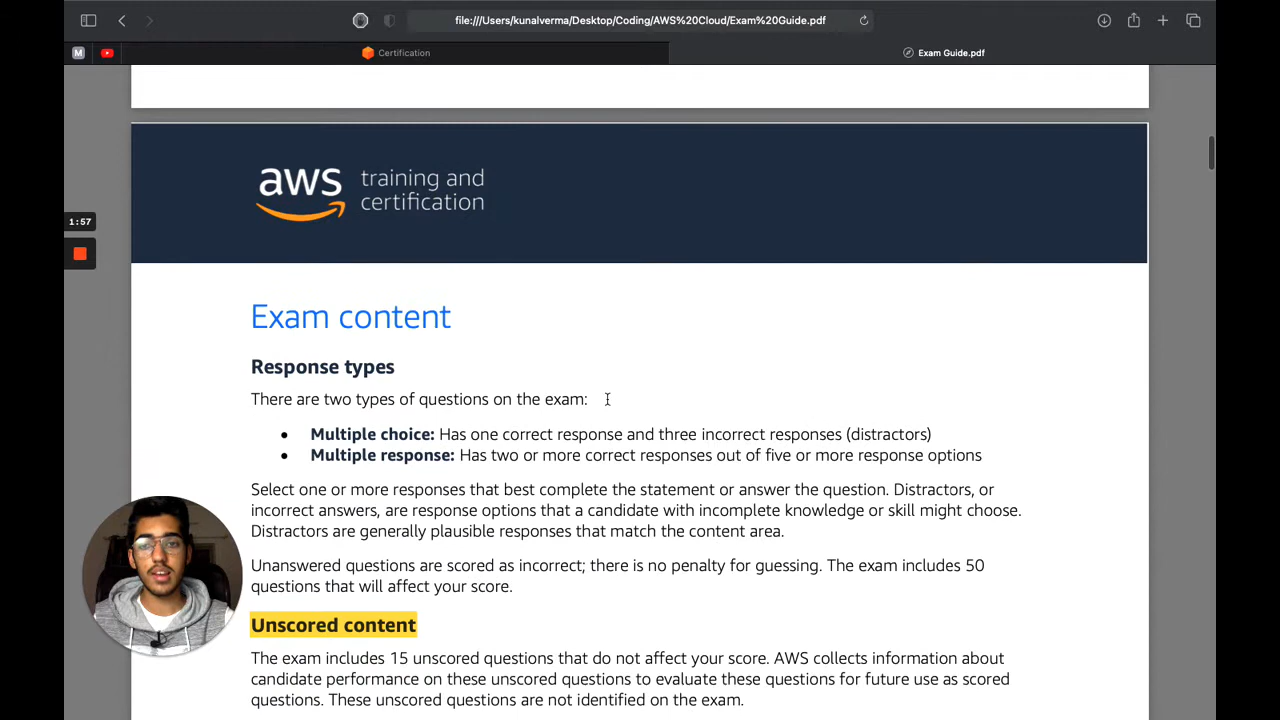 file:///Users/kunalverma/Desktop/Coding/AWS%20Cloud/Exam%20Guide.pdf
M
Certification
Exam Guide.pdf
aws training and
certification
1:57
Exam content
Response types
There are two types of questions on the exam:
• Multiple choice: Has one correct response and three incorrect responses (distractors)
• Multiple response: Has two or more correct responses out of five or more response options
Select one or more responses that best complete the statement or answer the question. Distractors, or
incorrect answers, are response options that a candidate with incomplete knowledge or skill might choose.
Distractors are generally plausible responses that match the content area.
Unanswered questions are scored as incorrect; there is no penalty for guessing. The exam includes 50
questions that will affect your score.
Unscored content
The exam includes 15 unscored questions that do not affect your score. AWS collects information about
candidate performance on these unscored questions to evaluate these questions for future use as scored
questions. These unscored questions are not identified on the exam.